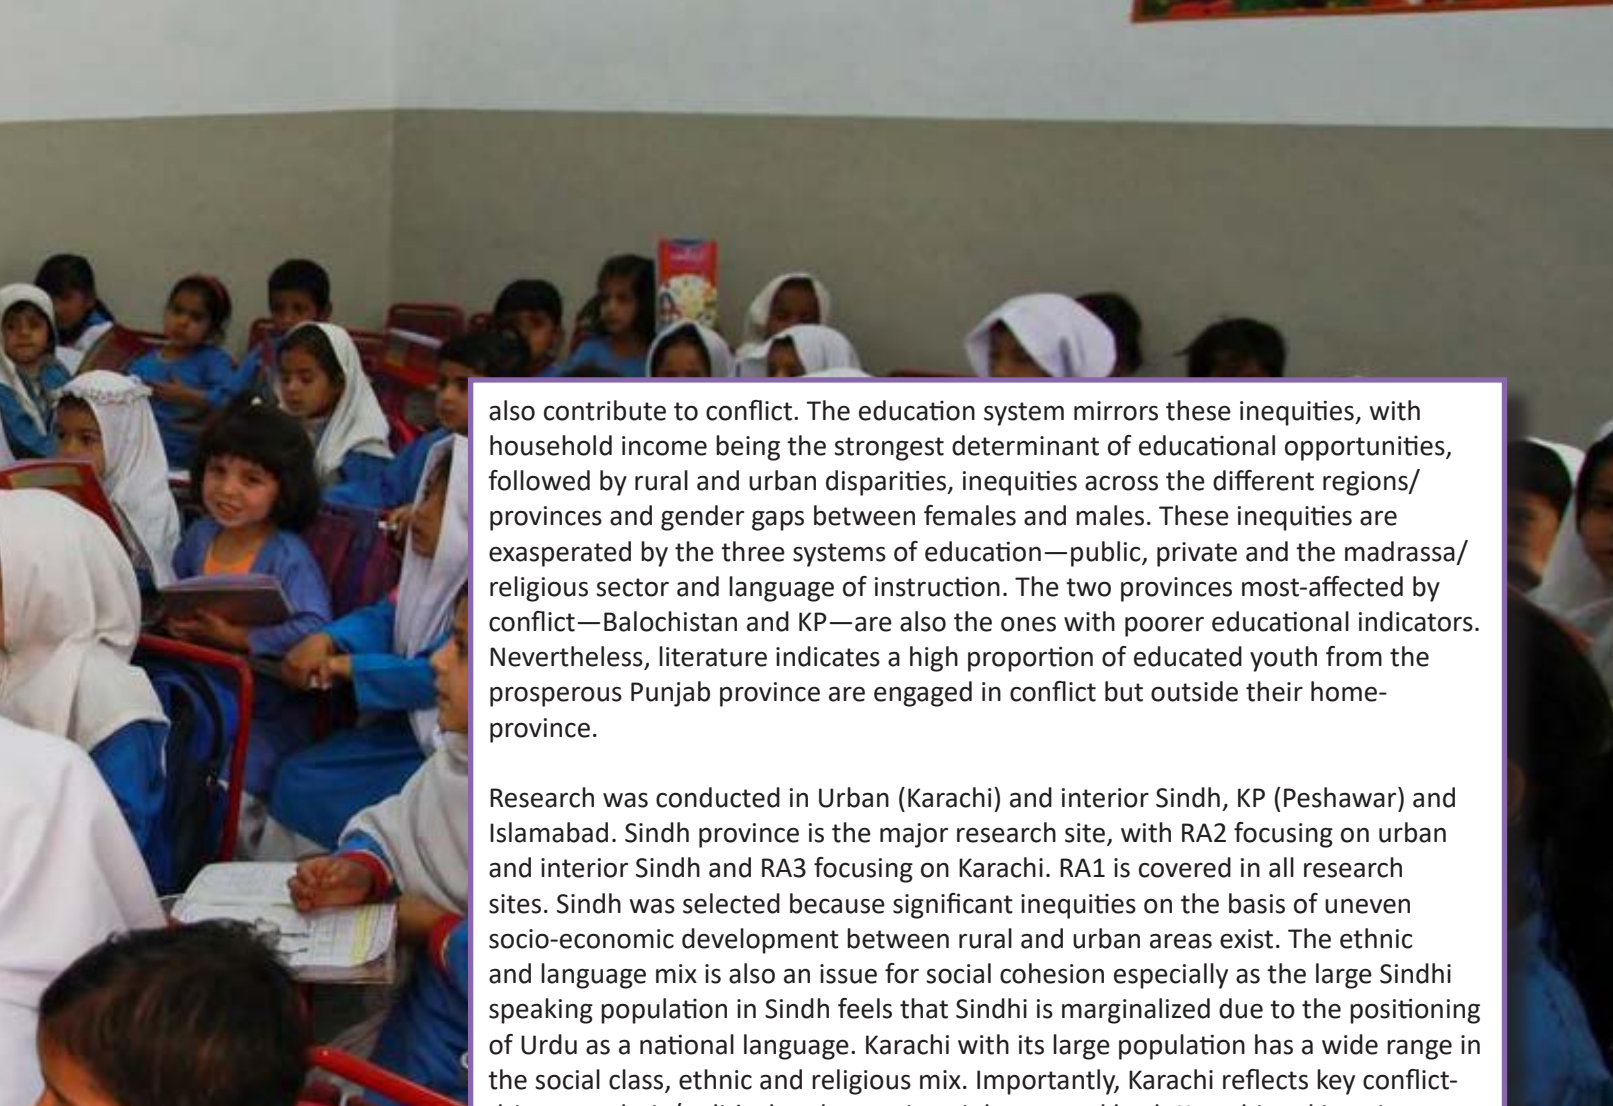 also contribute to conflict. The education system mirrors these inequities, with
household income being the strongest determinant of educational opportunities,
followed by rural and urban disparities, inequities across the different regions/
provinces and gender gaps between females and males. These inequities are
exasperated by the three systems of education—public, private and the madrassa/
religious sector and language of instruction. The two provinces most-affected by
conflict—Balochistan and KP—are also the ones with poorer educational indicators.
Nevertheless, literature indicates a high proportion of educated youth from the
prosperous Punjab province are engaged in conflict but outside their home-
province.
Research was conducted in Urban (Karachi) and interior Sindh, KP (Peshawar) and
Islamabad. Sindh province is the major research site, with RA2 focusing on urban
and interior Sindh and RA3 focusing on Karachi. RA1 is covered in all research
sites. Sindh was selected because significant inequities on the basis of uneven
socio-economic development between rural and urban areas exist. The ethnic
and language mix is also an issue for social cohesion especially as the large Sindhi
speaking population in Sindh feels that Sindhi is marginalized due to the positioning
of Urdu as a national language. Karachi with its large population has a wide range in
the social class, ethnic and religious mix. Importantly, Karachi reflects key conflict-